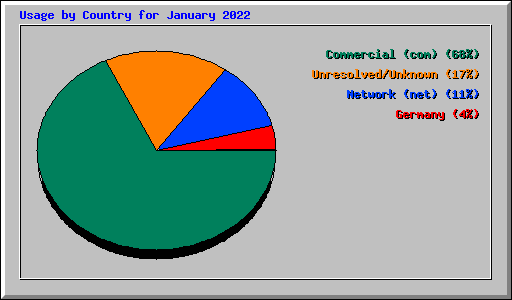 Usage by Country for January 2022
Commercial (com) (68%)
Unresolved/Unknown (17%)
Network (net) (11%)
Germany (4%)